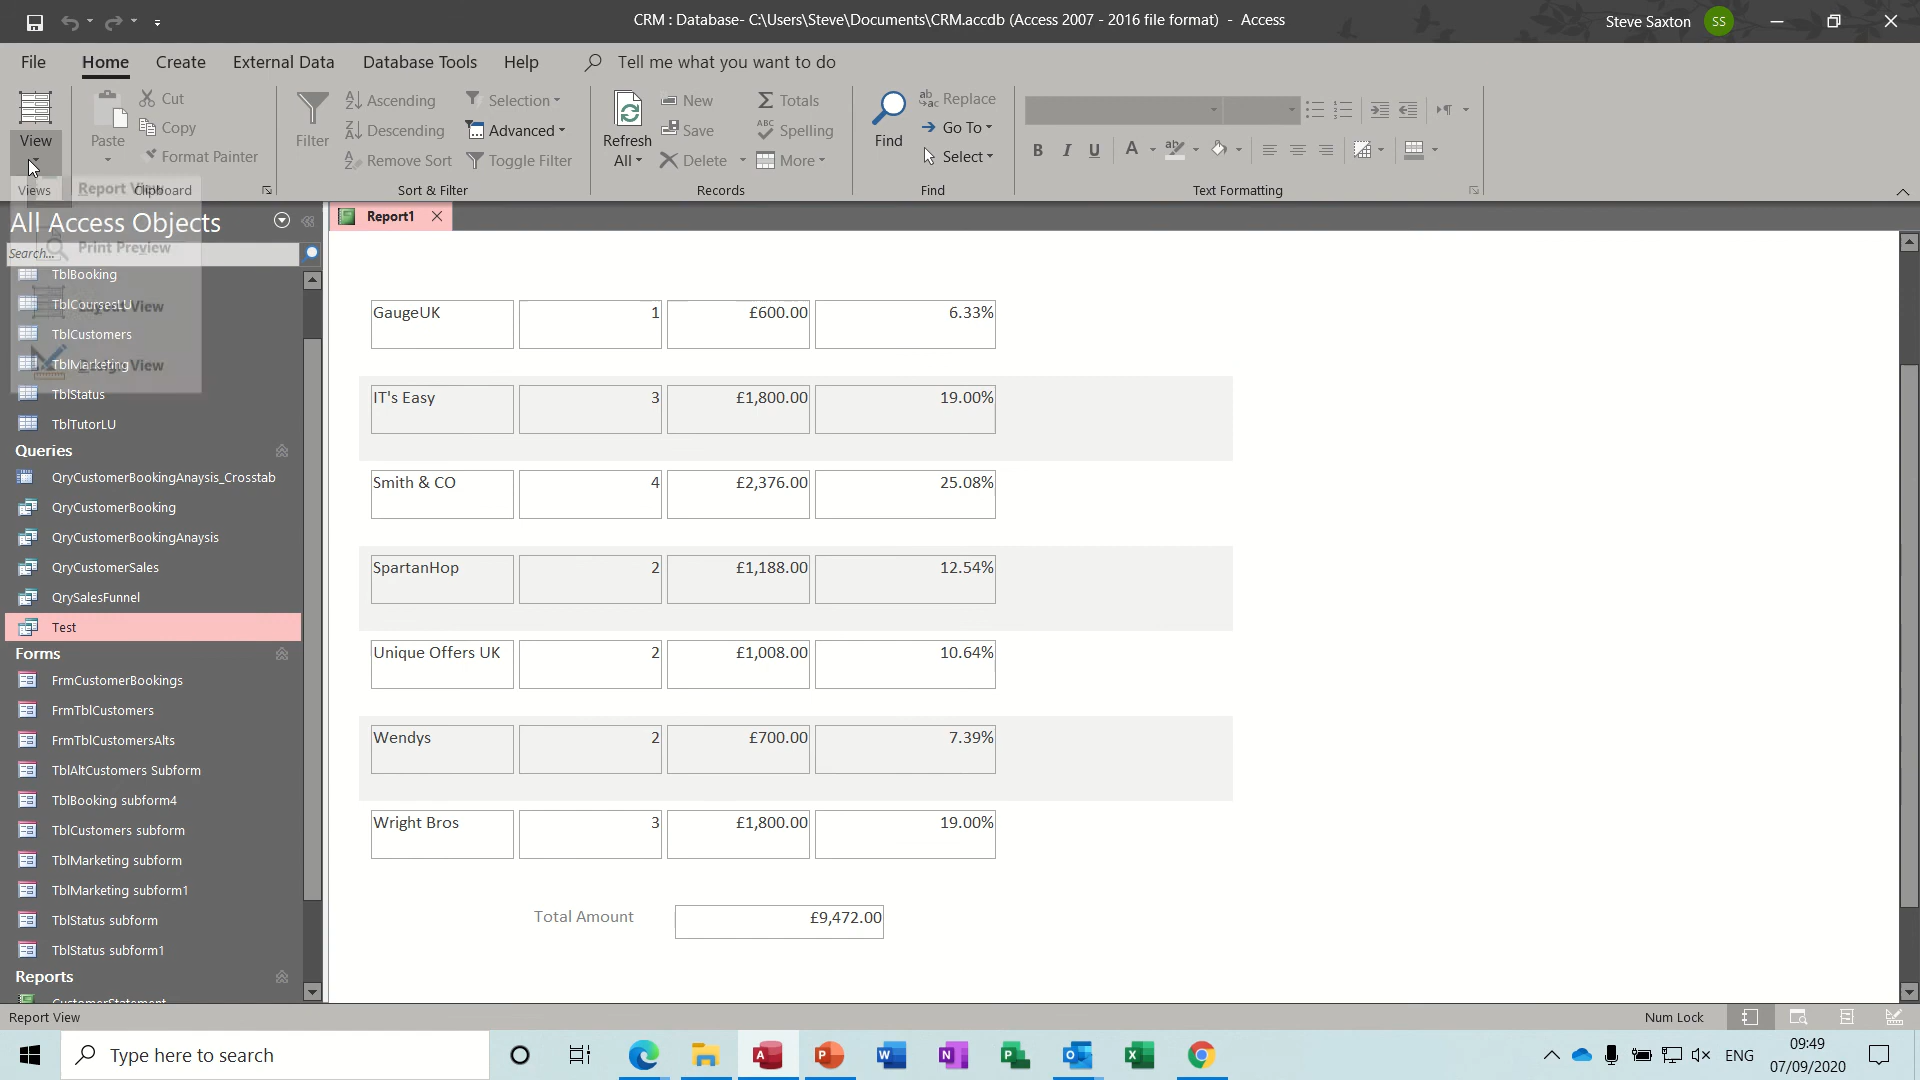 CRM : Database- C:\Users\Steve\Documents\CRM.accdb (Access 2007 - 2016 file format) - Access
Steve Saxton
SS
File Home Create External Data Database Tools Help Tell me what you want to do
View
Views
Paste
Cut
Copy
Format Painter
Clipboard
Filter
Ascending
Descending
Remove Sort
Selection
Advanced
Toggle Filter
Sort & Filter
Refresh
All
New
Save
Delete
Totals
Spelling
More
Records
Find
Replace
Go To
Select
Find
Text Formatting
Report View
Print Preview
Layout View
Design View
All Access Objects
Search...
TblBooking
TblCoursesLU
TblCustomers
TblMarketing
TblStatus
TblTutorLU
Queries
QryCustomerBookingAnaysis_Crosstab
QryCustomerBooking
QryCustomerBookingAnaysis
QryCustomerSales
QrySalesFunnel
Test
Forms
FrmCustomerBookings
FrmTblCustomers
FrmTblCustomersAlts
TblAltCustomers Subform
TblBooking subform4
TblCustomers subform
TblMarketing subform
TblMarketing subform1
TblStatus subform
TblStatus subform1
Reports
CustomerStatement
Report1
GaugeUK 1 £600.00 6.33%
IT's Easy 3 £1,800.00 19.00%
Smith & CO 4 £2,376.00 25.08%
SpartanHop 2 £1,188.00 12.54%
Unique Offers UK 2 £1,008.00 10.64%
Wendys 2 £700.00 7.39%
Wright Bros 3 £1,800.00 19.00%
Total Amount £9,472.00
Report View
Num Lock
Type here to search
ENG
09:49
07/09/2020